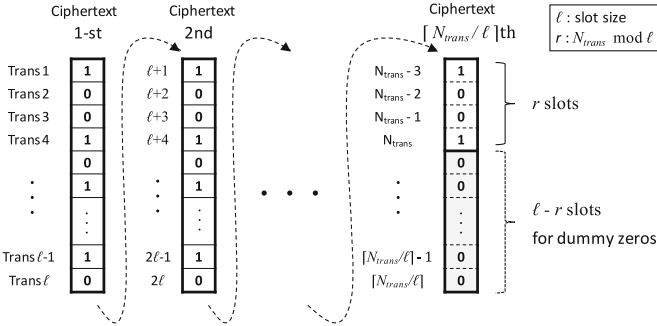 Ciphertext
1-st
Ciphertext
2nd
Ciphertext
⌈N_trans/ℓ⌉th
ℓ : slot size
r : N_trans mod ℓ
Trans 1 1
Trans 2 0
Trans 3 0
Trans 4 1
0
1
Trans ℓ-1 1
Trans ℓ 0
ℓ+1 1
ℓ+2 0
ℓ+3 0
ℓ+4 1
0
1
2ℓ-1 1
2ℓ 0
N_trans - 3 1
N_trans - 2 0
N_trans - 1 0
N_trans 1
0
0
⌈N_trans/ℓ⌉ - 1 0
⌈N_trans/ℓ⌉ 0
r slots
ℓ - r slots
for dummy zeros